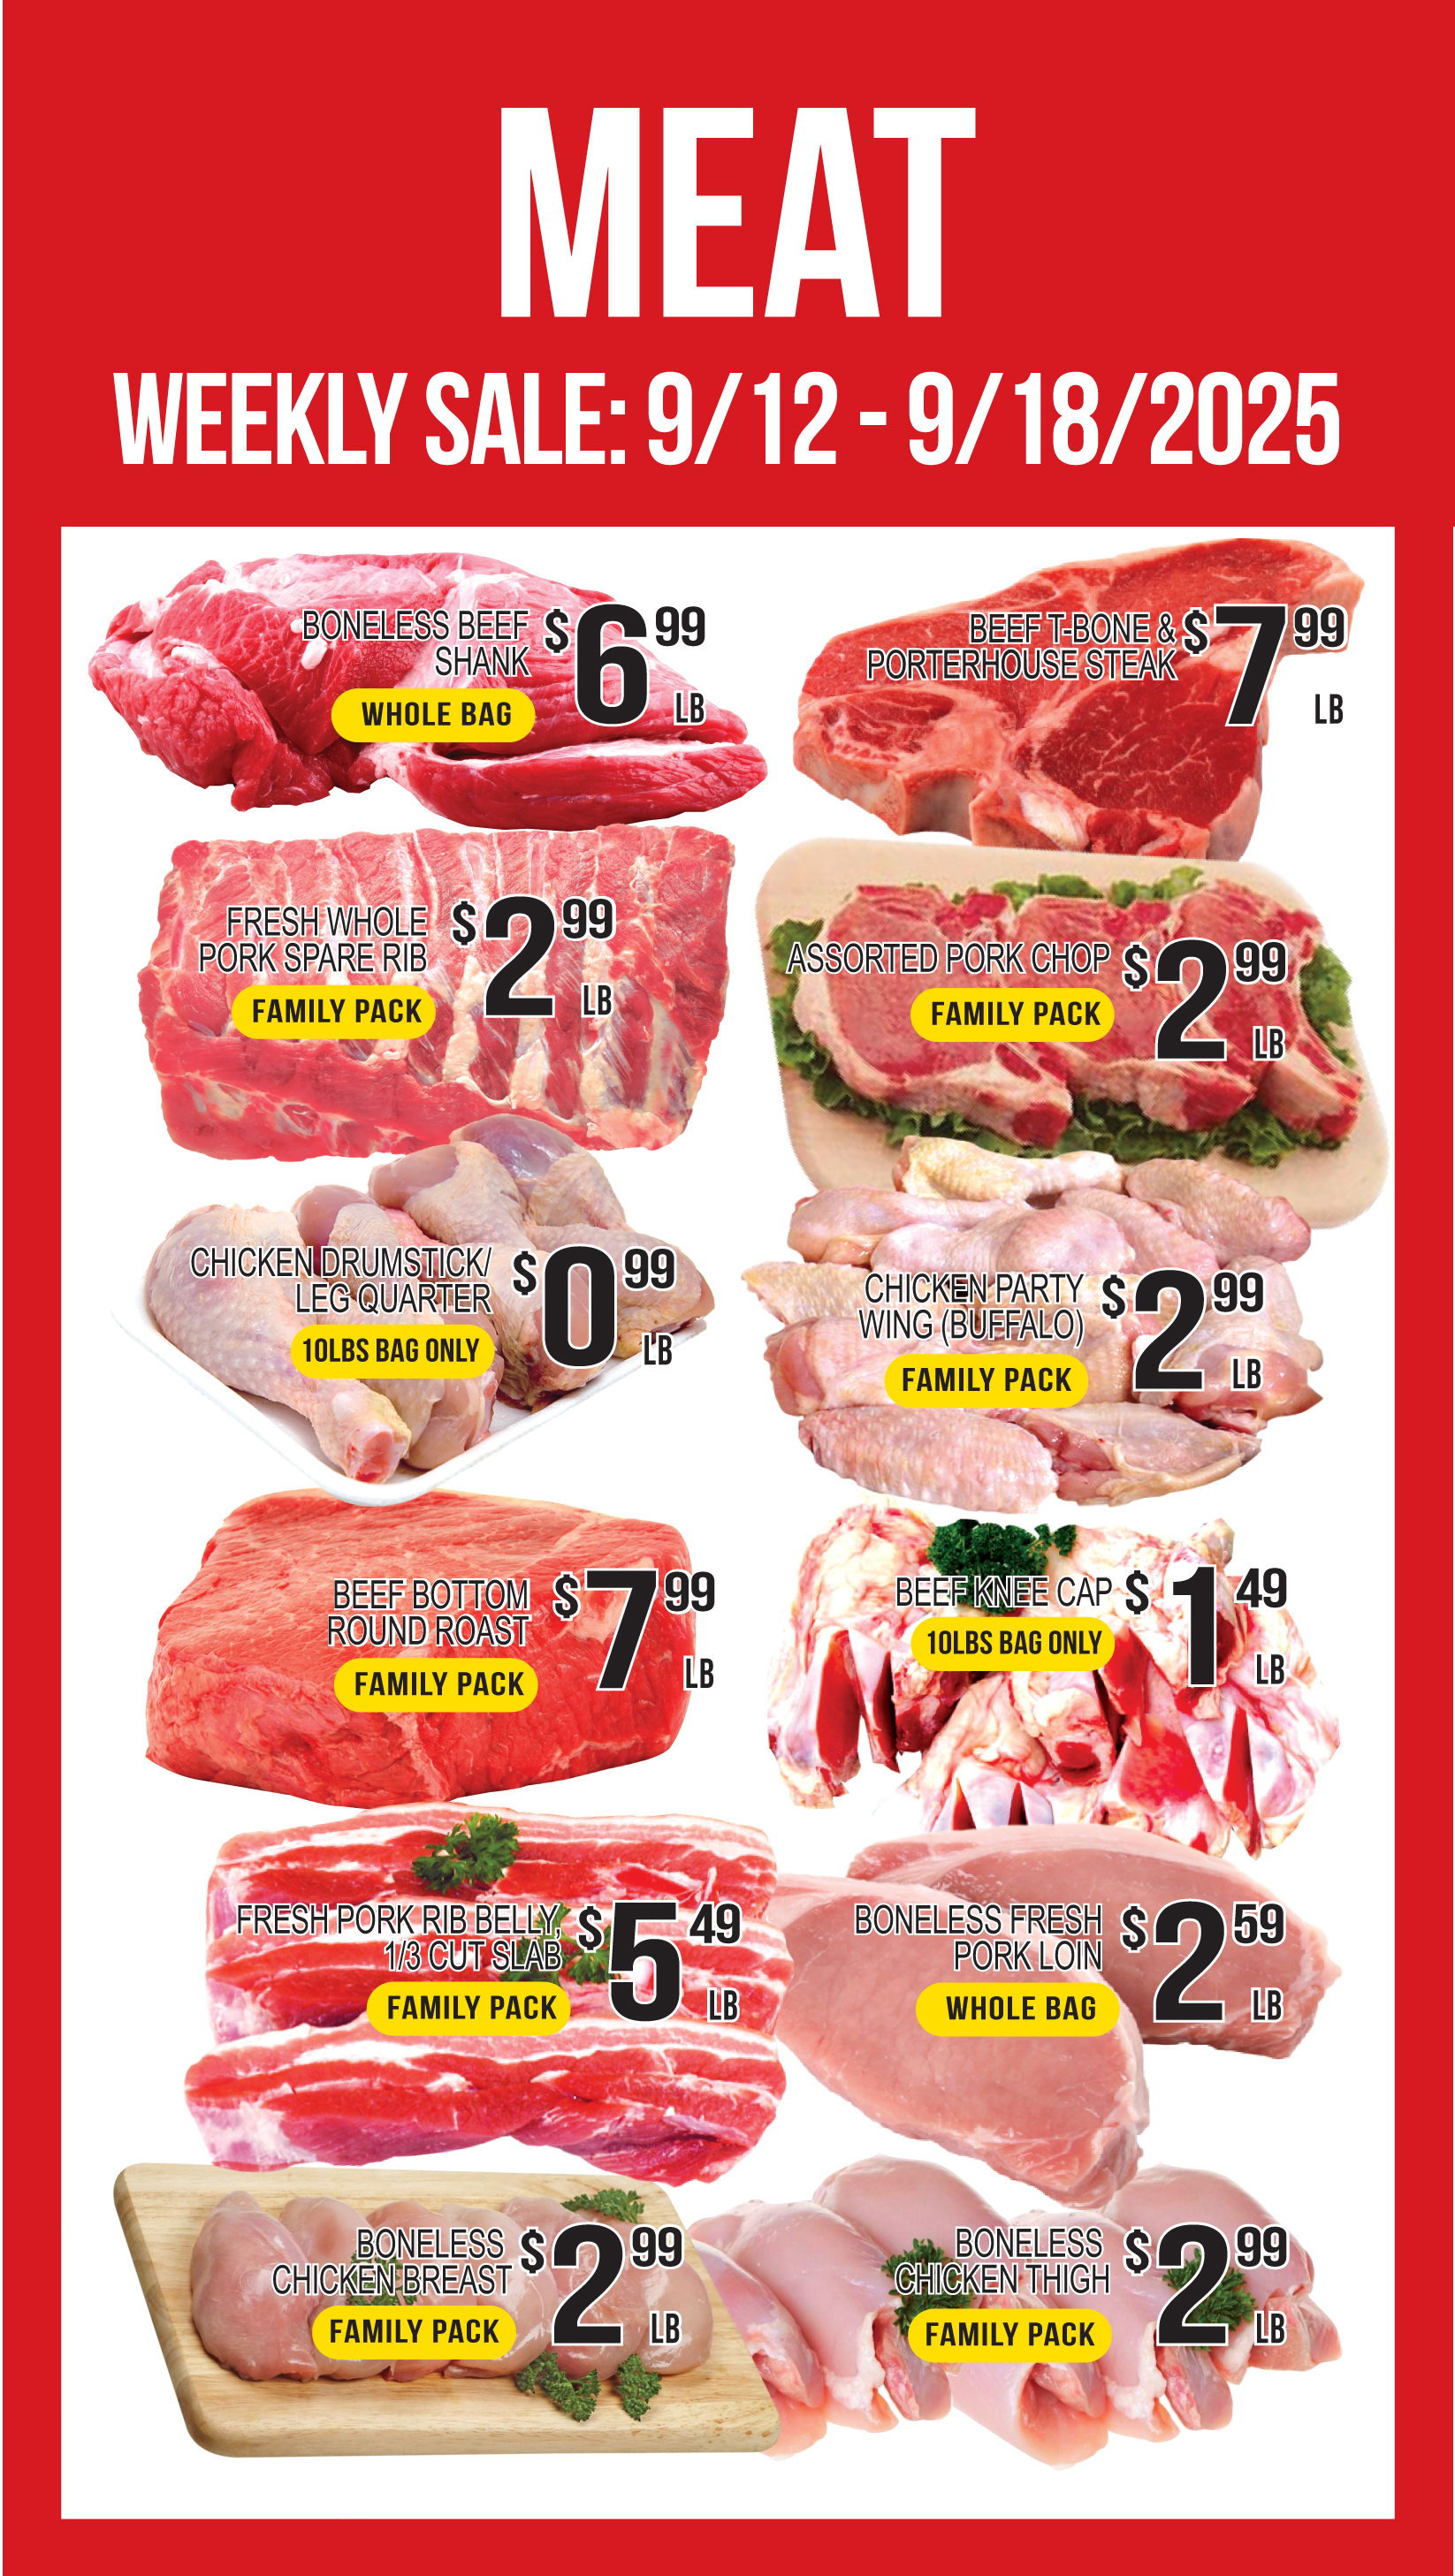 MEAT
WEEKLY SALE: 9/12 - 9/18/2025
BONELESS BEEF
SHANK
WHOLE BAG
$6.99
LB
BEEF T-BONE &
PORTERHOUSE STEAK
$7.99
LB
FRESH WHOLE
PORK SPARE RIB
FAMILY PACK
$2.99
LB
ASSORTED PORK CHOP
FAMILY PACK
$2.99
LB
CHICKEN DRUMSTICK/
LEG QUARTER
10LBS BAG ONLY
$0.99
LB
CHICKEN PARTY
WING (BUFFALO)
FAMILY PACK
$2.99
LB
BEEF BOTTOM
ROUND ROAST
FAMILY PACK
$7.99
LB
BEEF KNEE CAP
10LBS BAG ONLY
$1.49
LB
FRESH PORK RIB BELLY,
1/3 CUT SLAB
FAMILY PACK
$5.49
LB
BONELESS FRESH
PORK LOIN
WHOLE BAG
$2.59
LB
BONELESS
CHICKEN BREAST
FAMILY PACK
$2.99
LB
BONELESS
CHICKEN THIGH
FAMILY PACK
$2.99
LB